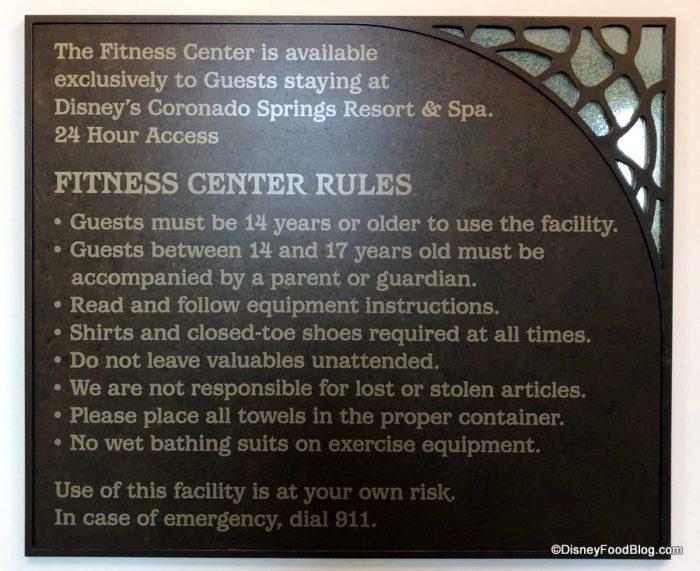 The Fitness Center is available
exclusively to Guests staying at
Disney's Coronado Springs Resort & Spa.
24 Hour Access
FITNESS CENTER RULES
• Guests must be 14 years or older to use the facility.
• Guests between 14 and 17 years old must be
accompanied by a parent or guardian.
• Read and follow equipment instructions.
• Shirts and closed-toe shoes required at all times.
• Do not leave valuables unattended.
• We are not responsible for lost or stolen articles.
• Please place all towels in the proper container.
• No wet bathing suits on exercise equipment.
Use of this facility is at your own risk.
In case of emergency, dial 911.
©DisneyFoodBlog.com